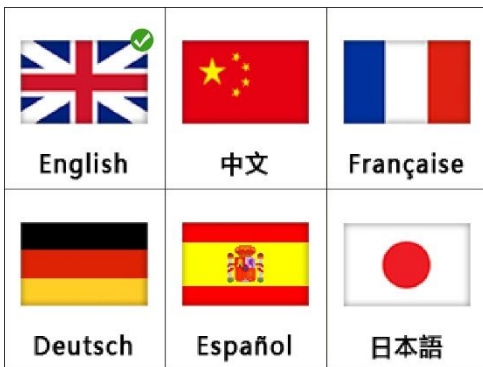 English
中文
Française
Deutsch
Español
日本語